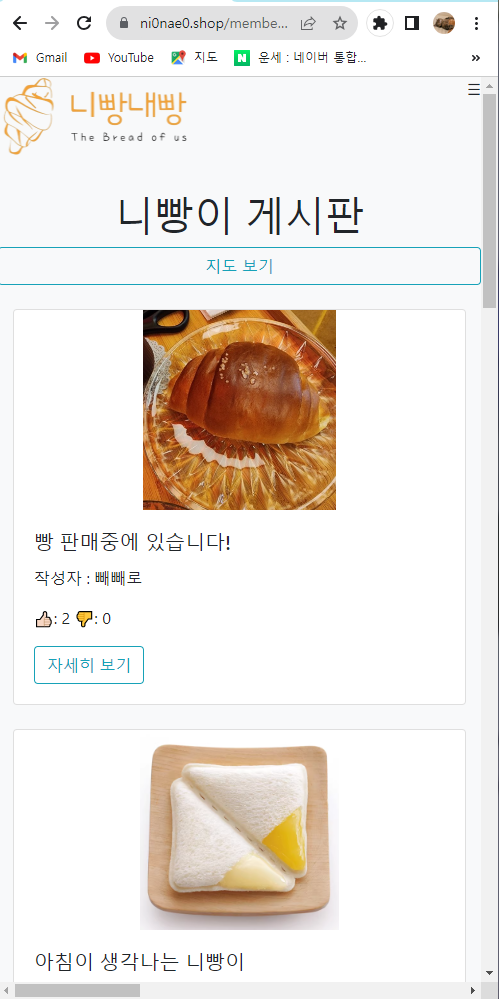 ni0nae0.shop/membe...
Gmail YouTube 지도 N 운세 : 네이버 통합... »
니빵내빵
The Bread of us
니빵이 게시판
지도 보기
빵 판매중에 있습니다!
작성자 : 빼빼로
👍🏻: 2 👎: 0
자세히 보기
아침이 생각나는 니빵이